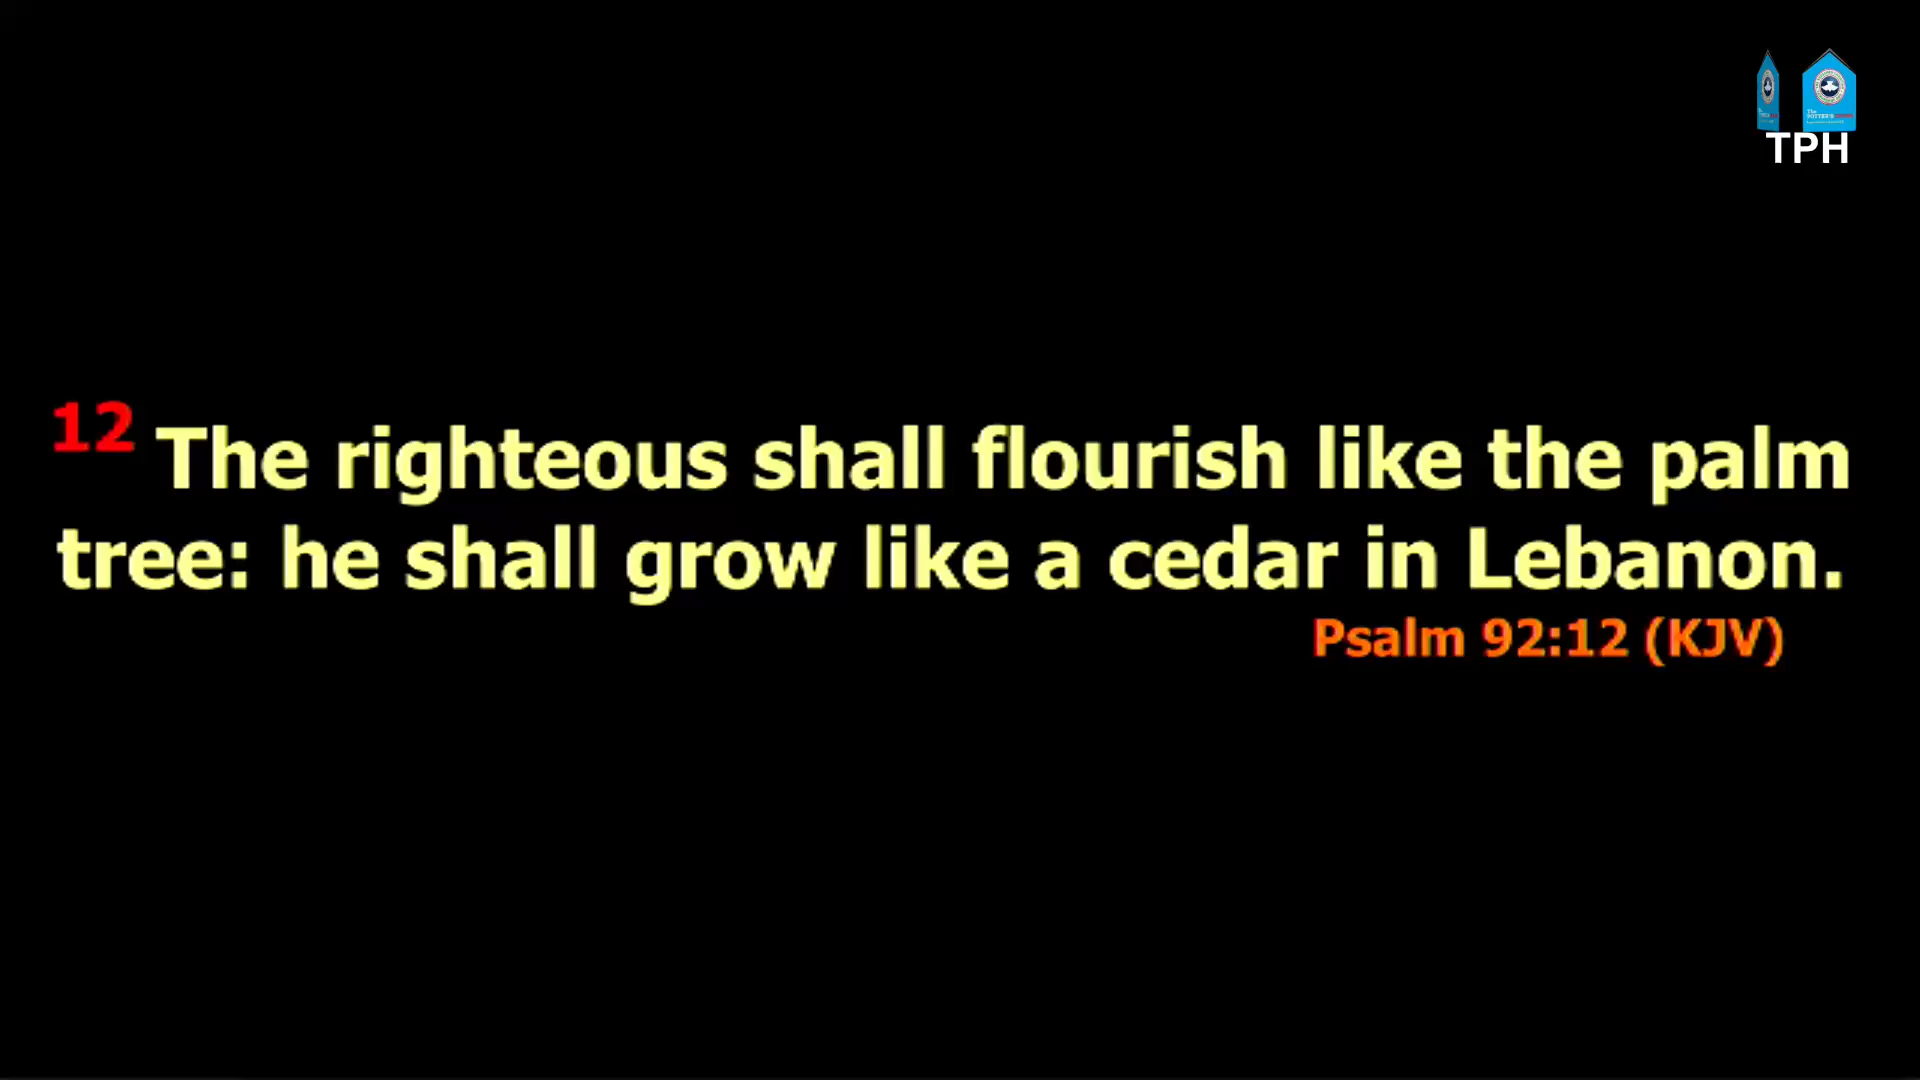 TPH
12 The righteous shall flourish like the palm
tree: he shall grow like a cedar in Lebanon.
Psalm 92:12 (KJV)